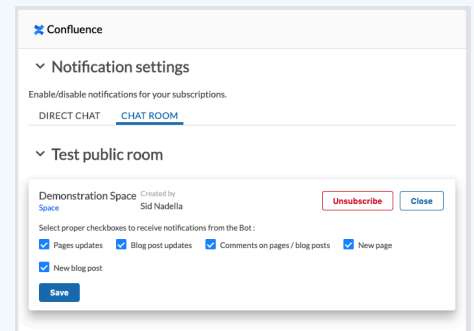 Confluence
Notification settings
Enable/disable notifications for your subscriptions.
DIRECT CHAT CHAT ROOM
Test public room
Demonstration Space Created by
Space Sid Nadella
Unsubscribe Close
Select proper checkboxes to receive notifications from the Bot :
Pages updates Blog post updates Comments on pages / blog posts New page
New blog post
Save